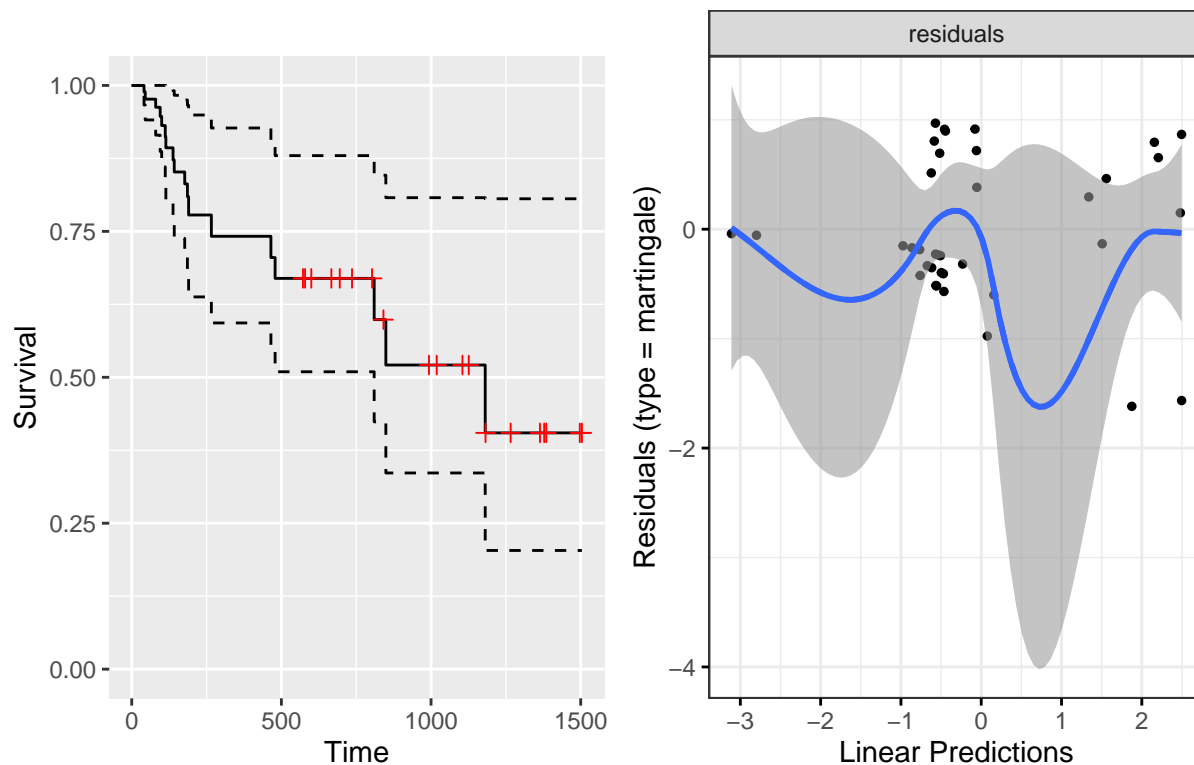 1.00
0.75
0.50
0.25
0.00
Survival
0 500 1000 1500
Time
residuals
0
−2
−4
Residuals (type = martingale)
−3 −2 −1 0 1 2
Linear Predictions